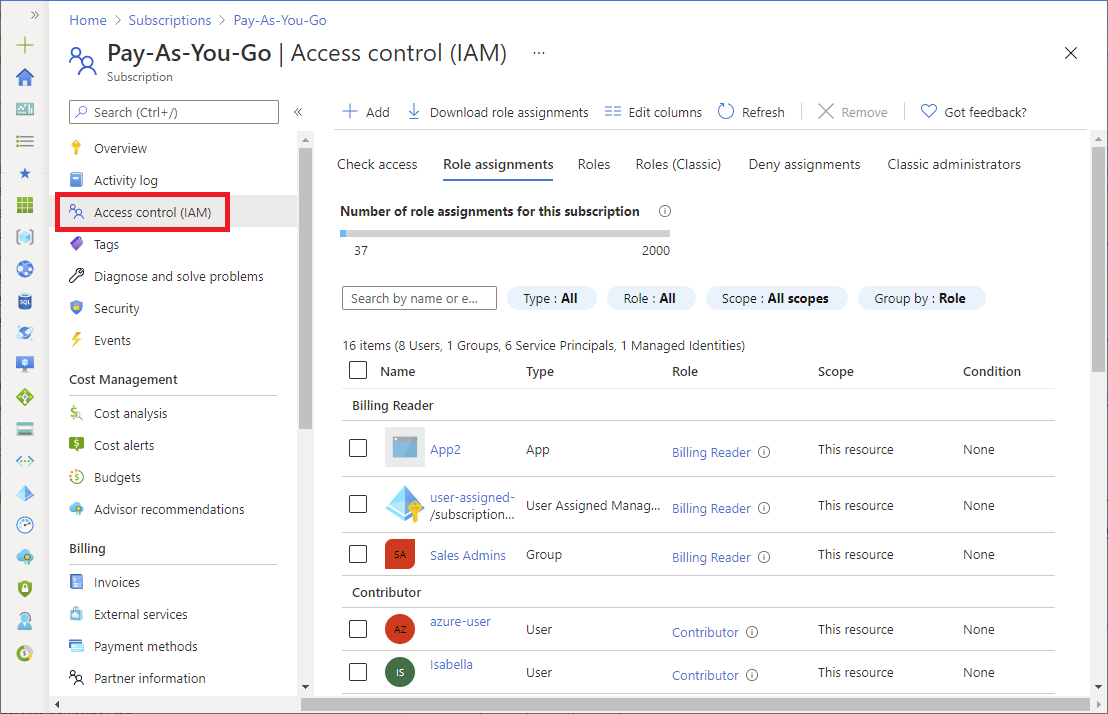 Home > Subscriptions > Pay-As-You-Go
Pay-As-You-Go | Access control (IAM) ...
Subscription
Search (Ctrl+/)
Overview
Activity log
Access control (IAM)
Tags
Diagnose and solve problems
Security
Events
Cost Management
Cost analysis
Cost alerts
Budgets
Advisor recommendations
Billing
Invoices
External services
Payment methods
Partner information
Add Download role assignments Edit columns Refresh Remove Got feedback?
Check access Role assignments Roles Roles (Classic) Deny assignments Classic administrators
Number of role assignments for this subscription
37 2000
Search by name or e... Type : All Role : All Scope : All scopes Group by : Role
16 items (8 Users, 1 Groups, 6 Service Principals, 1 Managed Identities)
Name Type Role Scope Condition
Billing Reader
App2 App Billing Reader This resource None
user-assigned-
/subscription... User Assigned Manag... Billing Reader This resource None
SA Sales Admins Group Billing Reader This resource None
Contributor
AZ azure-user User Contributor This resource None
IS Isabella User Contributor This resource None